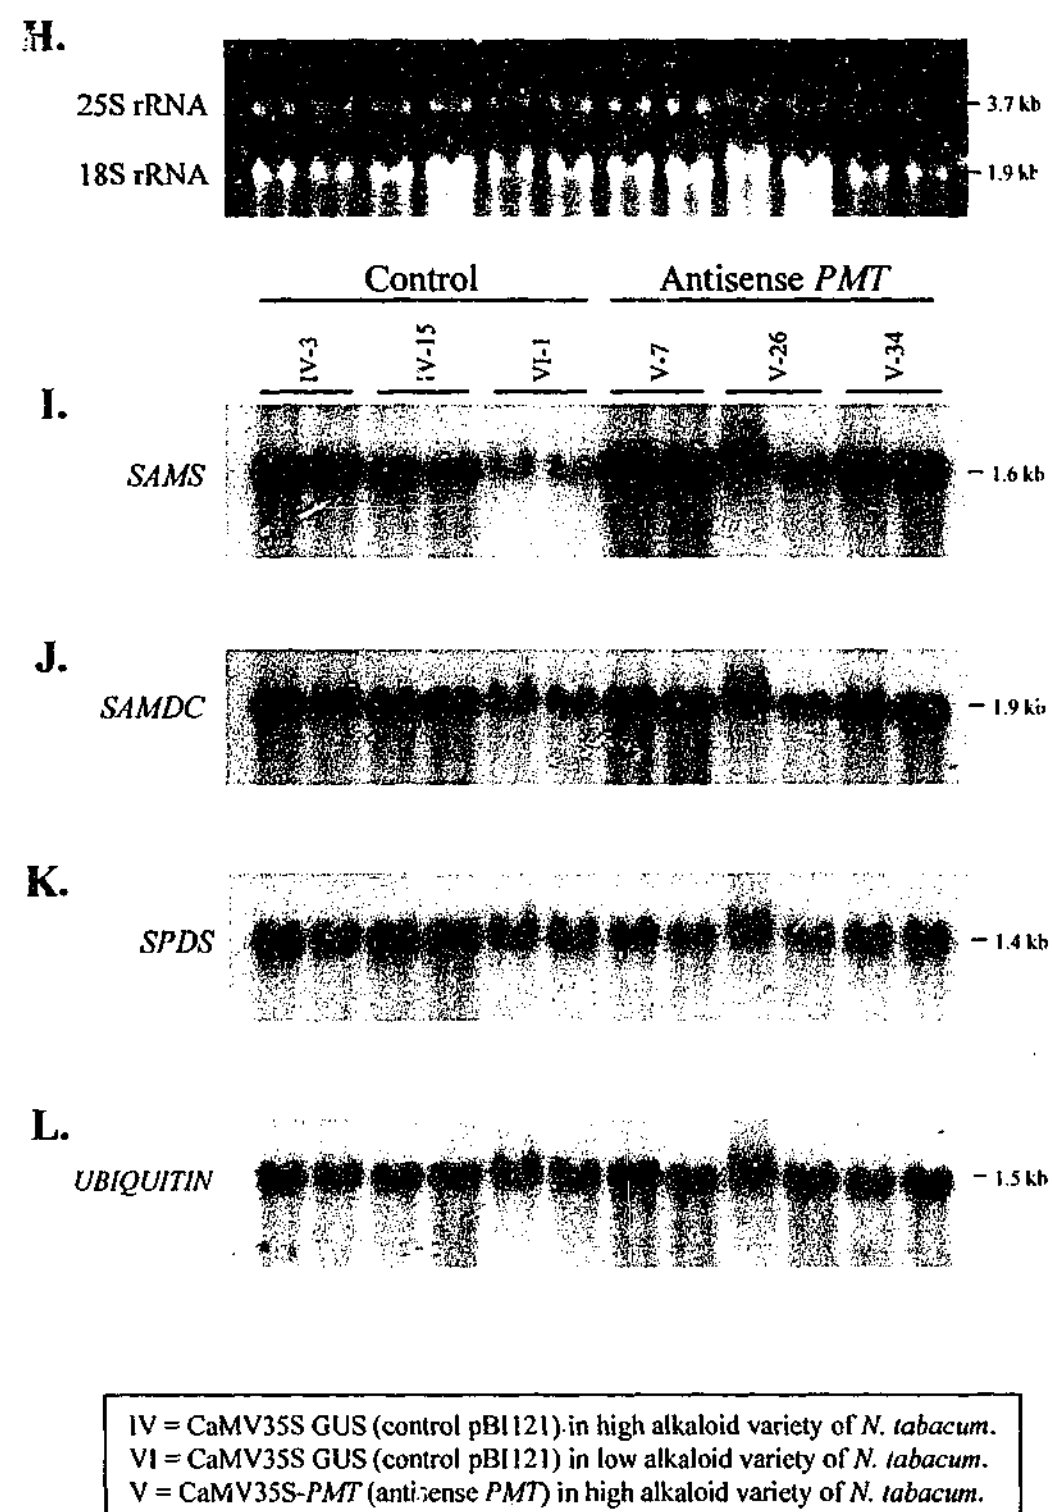 H.
25S rRNA
- 3.7 kb
18S rRNA
- 1.9 kb
Control
Antisense PMT
IV-3
IV-15
VI-1
V-7
V-26
V-34
I.
SAMS
- 1.6 kb
J.
SAMDC
- 1.9 kb
K.
SPDS
- 1.4 kb
L.
UBIQUITIN
- 1.5 kb
IV = CaMV35S GUS (control pBI121) in high alkaloid variety of N. tabacum.
VI = CaMV35S GUS (control pBI121) in low alkaloid variety of N. tabacum.
V = CaMV35S-PMT (antisense PMT) in high alkaloid variety of N. tabacum.